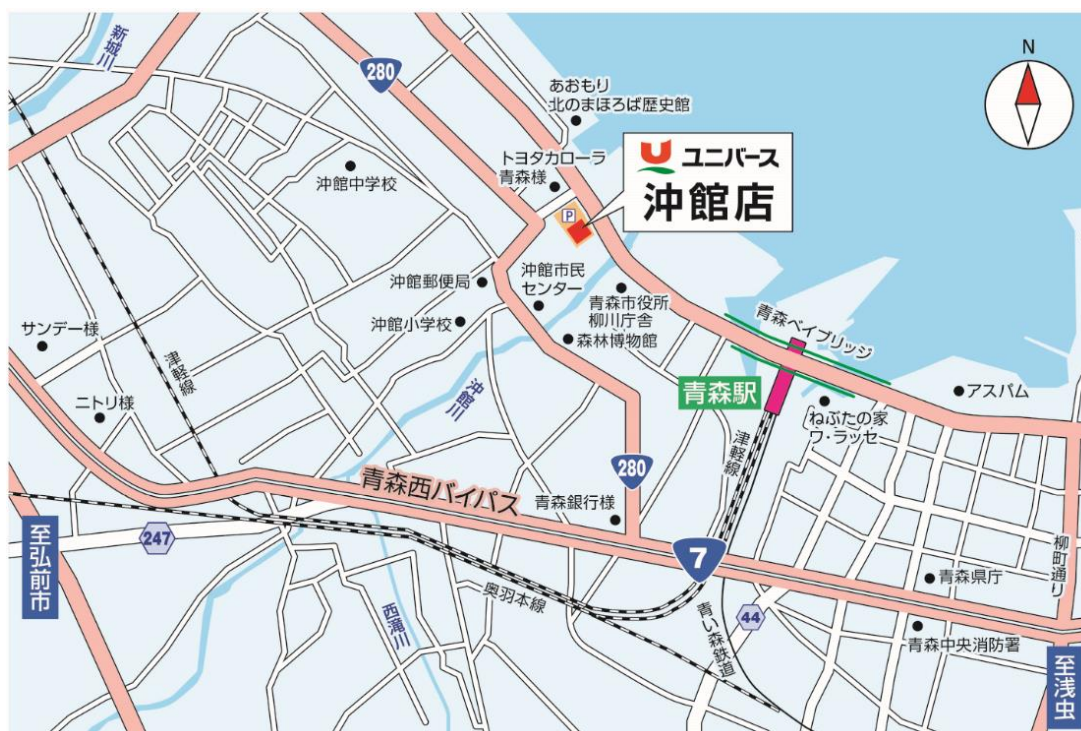 新城川
280
あおもり
北のまほろば歴史館
N
トヨタカローラ
青森様
ユニバース
沖館店
P
沖館中学校
沖館郵便局
沖館市民
センター
青森市役所
柳川庁舎
沖館小学校
森林博物館
青森ベイブリッジ
サンデー様
津軽線
沖館川
青森駅
アスパム
ニトリ様
ねぶたの家
ワ・ラッセ
津軽線
280
青森西バイパス
青森銀行様
247
7
柳町通り
至弘前市
奥羽本線
青森県庁
西滝川
青い森鉄道
44
青森中央消防署
至浅虫